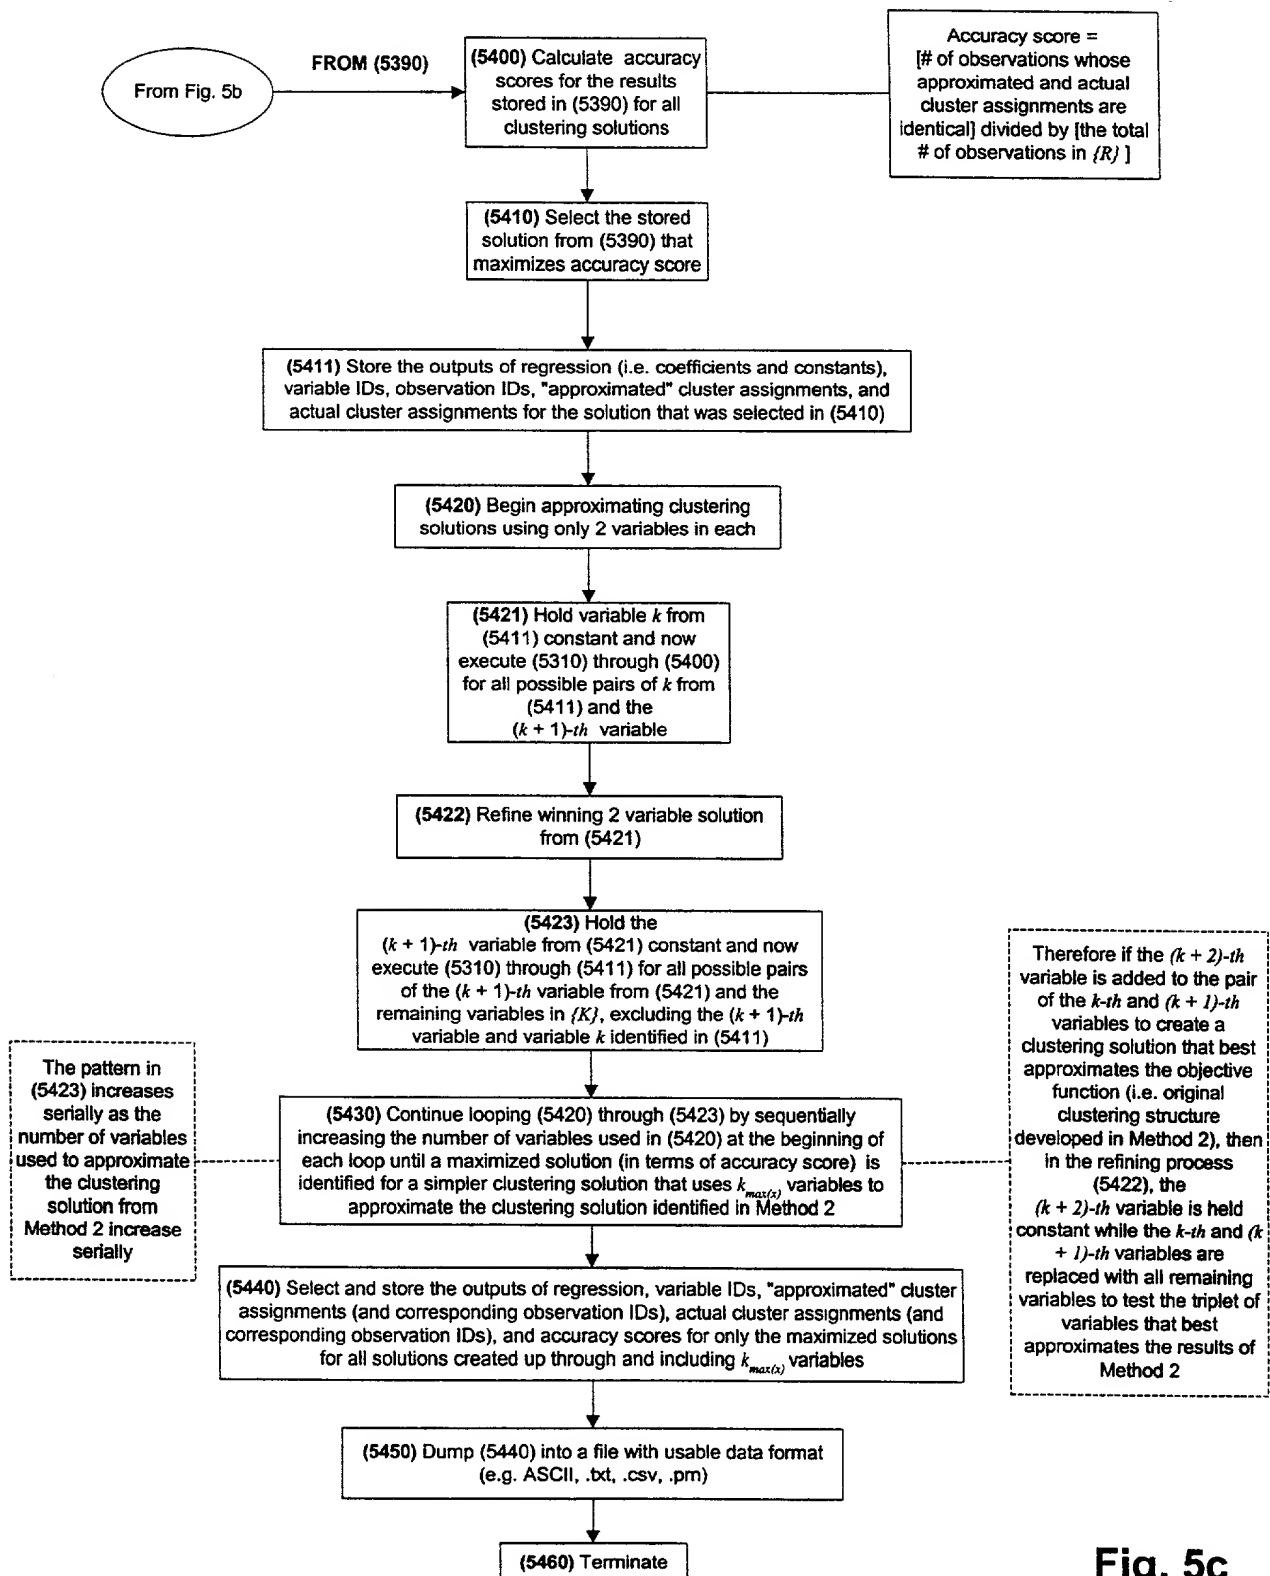 From Fig. 5b
FROM (5390)
(5400) Calculate accuracy
scores for the results
stored in (5390) for all
clustering solutions
Accuracy score =
[# of observations whose
approximated and actual
cluster assignments are
identical] divided by [the total
# of observations in {R} ]
(5410) Select the stored
solution from (5390) that
maximizes accuracy score
(5411) Store the outputs of regression (i.e. coefficients and constants),
variable IDs, observation IDs, "approximated" cluster assignments, and
actual cluster assignments for the solution that was selected in (5410)
(5420) Begin approximating clustering
solutions using only 2 variables in each
(5421) Hold variable k from
(5411) constant and now
execute (5310) through (5400)
for all possible pairs of k from
(5411) and the
(k + 1)-th variable
(5422) Refine winning 2 variable solution
from (5421)
(5423) Hold the
(k + 1)-th variable from (5421) constant and now
execute (5310) through (5411) for all possible pairs
of the (k + 1)-th variable from (5421) and the
remaining variables in {K}, excluding the (k + 1)-th
variable and variable k identified in (5411)
The pattern in
(5423) increases
serially as the
number of variables
used to approximate
the clustering
solution from
Method 2 increase
serially
(5430) Continue looping (5420) through (5423) by sequentially
increasing the number of variables used in (5420) at the beginning of
each loop until a maximized solution (in terms of accuracy score) is
identified for a simpler clustering solution that uses k max(x) variables to
approximate the clustering solution identified in Method 2
Therefore if the (k + 2)-th
variable is added to the pair
of the k-th and (k + 1)-th
variables to create a
clustering solution that best
approximates the objective
function (i.e. original
clustering structure
developed in Method 2), then
in the refining process
(5422), the
(k + 2)-th variable is held
constant while the k-th and (k
+ 1)-th variables are
replaced with all remaining
variables to test the triplet of
variables that best
approximates the results of
Method 2
(5440) Select and store the outputs of regression, variable IDs, "approximated" cluster
assignments (and corresponding observation IDs), actual cluster assignments (and
corresponding observation IDs), and accuracy scores for only the maximized solutions
for all solutions created up through and including k max(x) variables
(5450) Dump (5440) into a file with usable data format
(e.g. ASCII, .txt, .csv, .prn)
(5460) Terminate
Fig. 5c